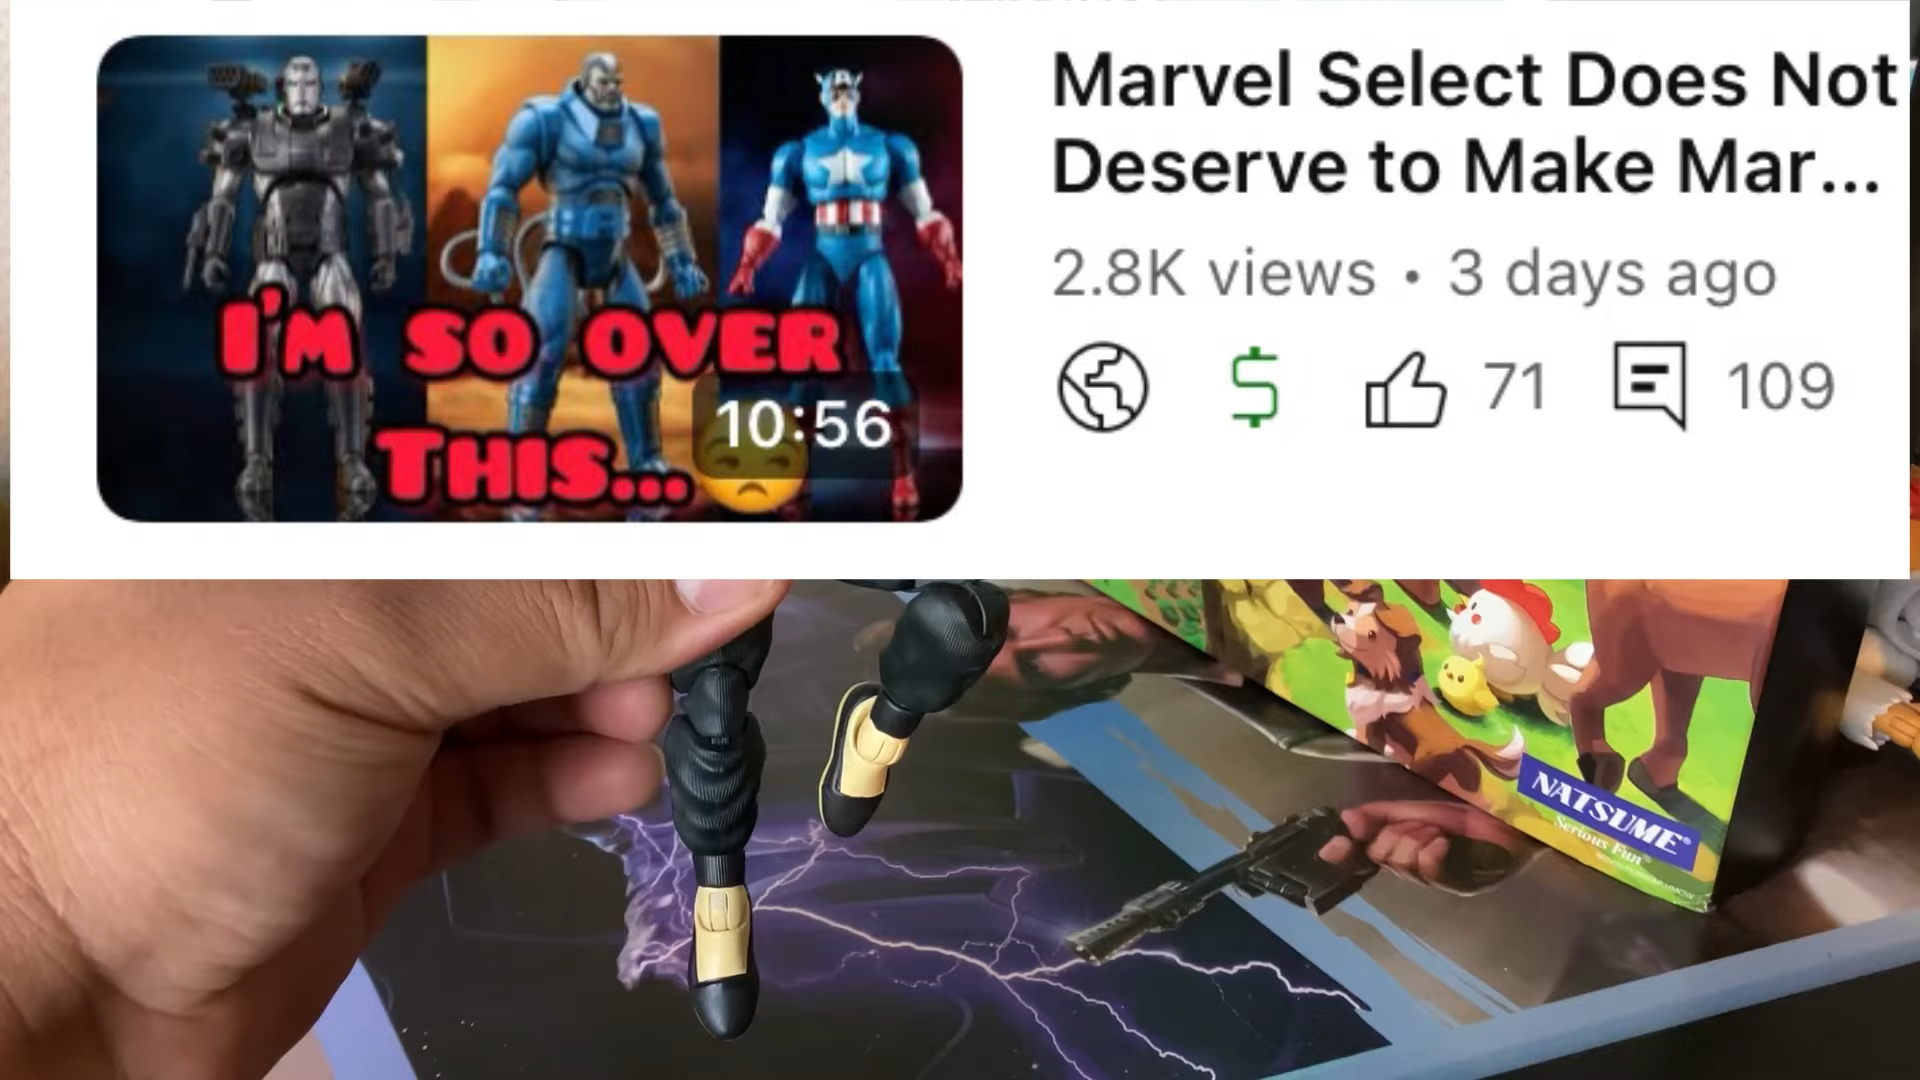 Marvel Select Does Not
Deserve to Make Mar...
2.8K views • 3 days ago
71 109
I'M SO OVER
THIS...
10:56
NATSUME®
Serious Fun™